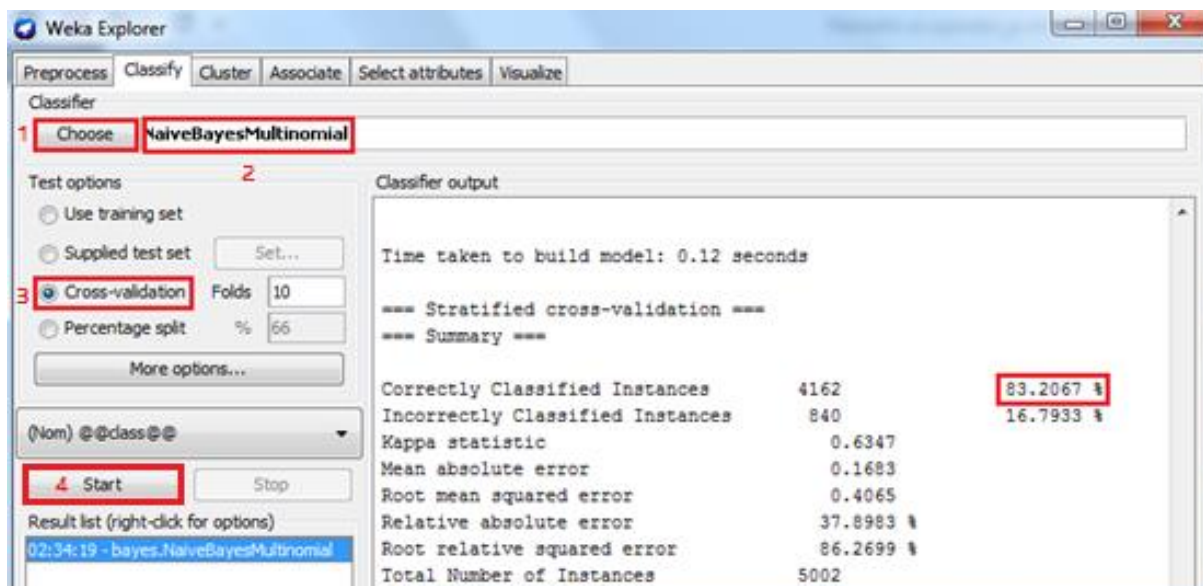 Weka Explorer
Preprocess Classify Cluster Associate Select attributes Visualize
Classifier
1 Choose NaiveBayesMultinomial
2
Test options
Use training set
Supplied test set Set...
3 Cross-validation Folds 10
Percentage split % 66
More options...
(Nom) @@class@@
4 Start Stop
Result list (right-click for options)
02:34:19 - bayes.NaiveBayesMultinomial
Classifier output
Time taken to build model: 0.12 seconds
=== Stratified cross-validation ===
=== Summary ===
Correctly Classified Instances 4162 83.2067 %
Incorrectly Classified Instances 840 16.7933 %
Kappa statistic 0.6347
Mean absolute error 0.1683
Root mean squared error 0.4065
Relative absolute error 37.8983 %
Root relative squared error 86.2699 %
Total Number of Instances 5002